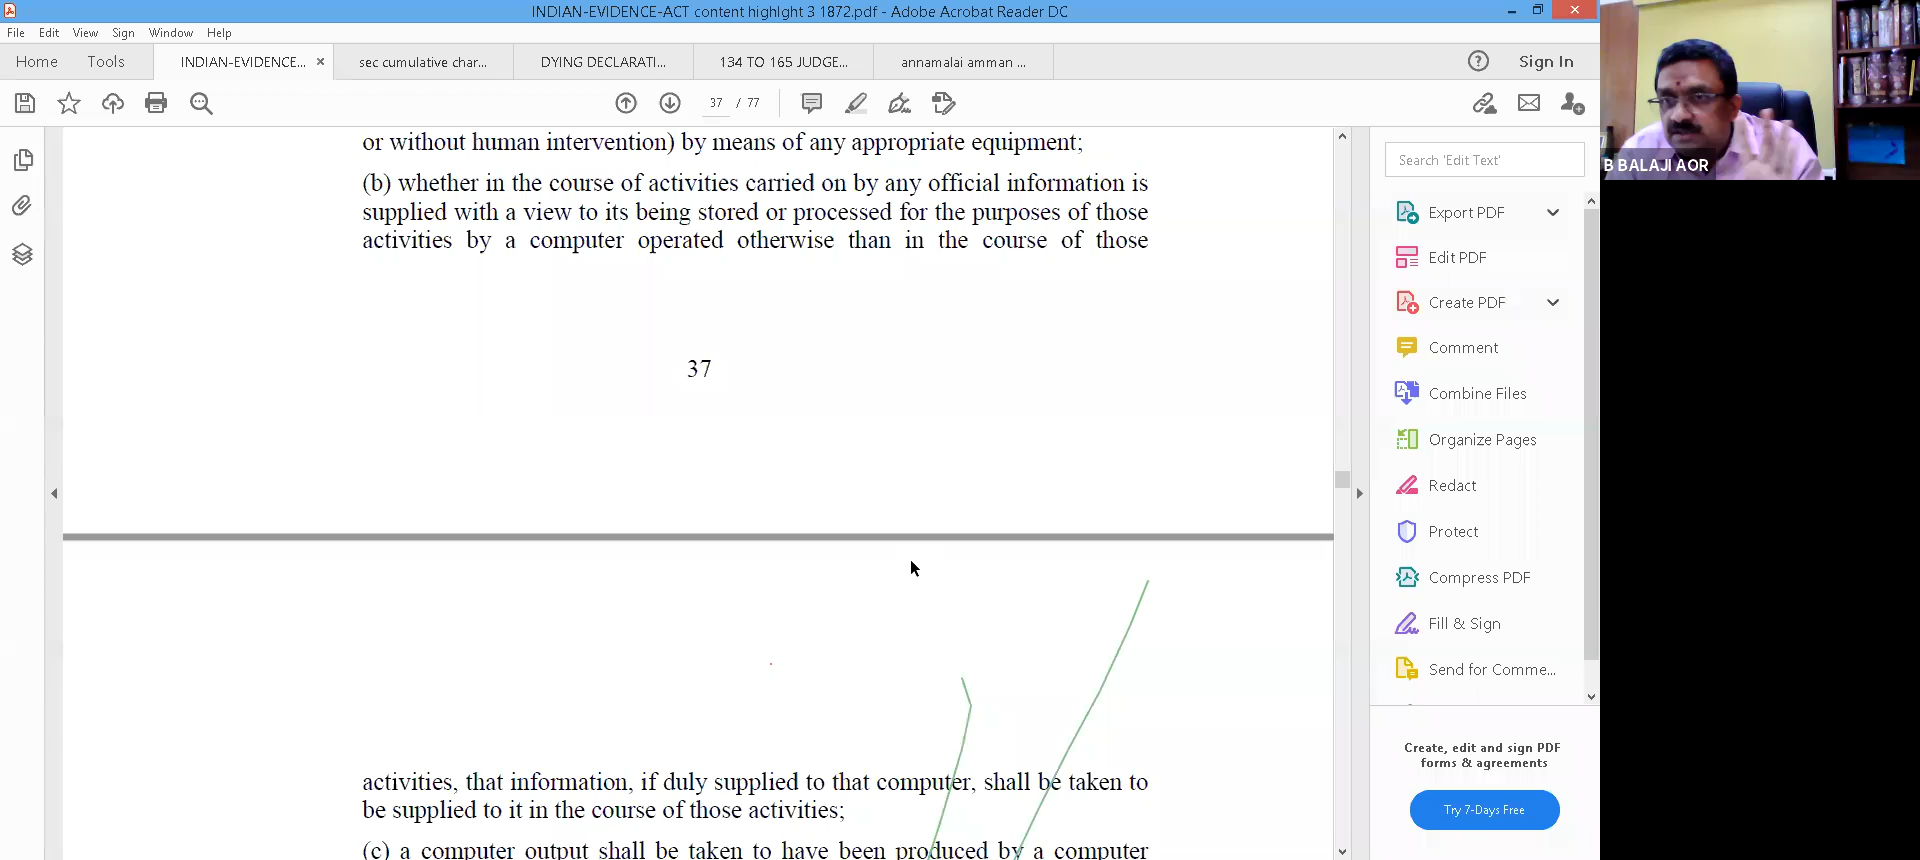 INDIAN-EVIDENCE-ACT content highlght 3 1872.pdf - Adobe Acrobat Reader DC
File Edit View Sign Window Help
Home Tools INDIAN-EVIDENCE... × sec cumulative char... DYING DECLARATI... 134 TO 165 JUDGE... annamalai amman ... Sign In
37 / 77
or without human intervention) by means of any appropriate equipment;
(b) whether in the course of activities carried on by any official information is
supplied with a view to its being stored or processed for the purposes of those
activities by a computer operated otherwise than in the course of those
37
activities, that information, if duly supplied to that computer, shall be taken to
be supplied to it in the course of those activities;
(c) a computer output shall be taken to have been produced by a computer
Search 'Edit Text'
Export PDF
Edit PDF
Create PDF
Comment
Combine Files
Organize Pages
Redact
Protect
Compress PDF
Fill & Sign
Send for Comme...
Create, edit and sign PDF
forms & agreements
Try 7-Days Free
B BALAJI AOR